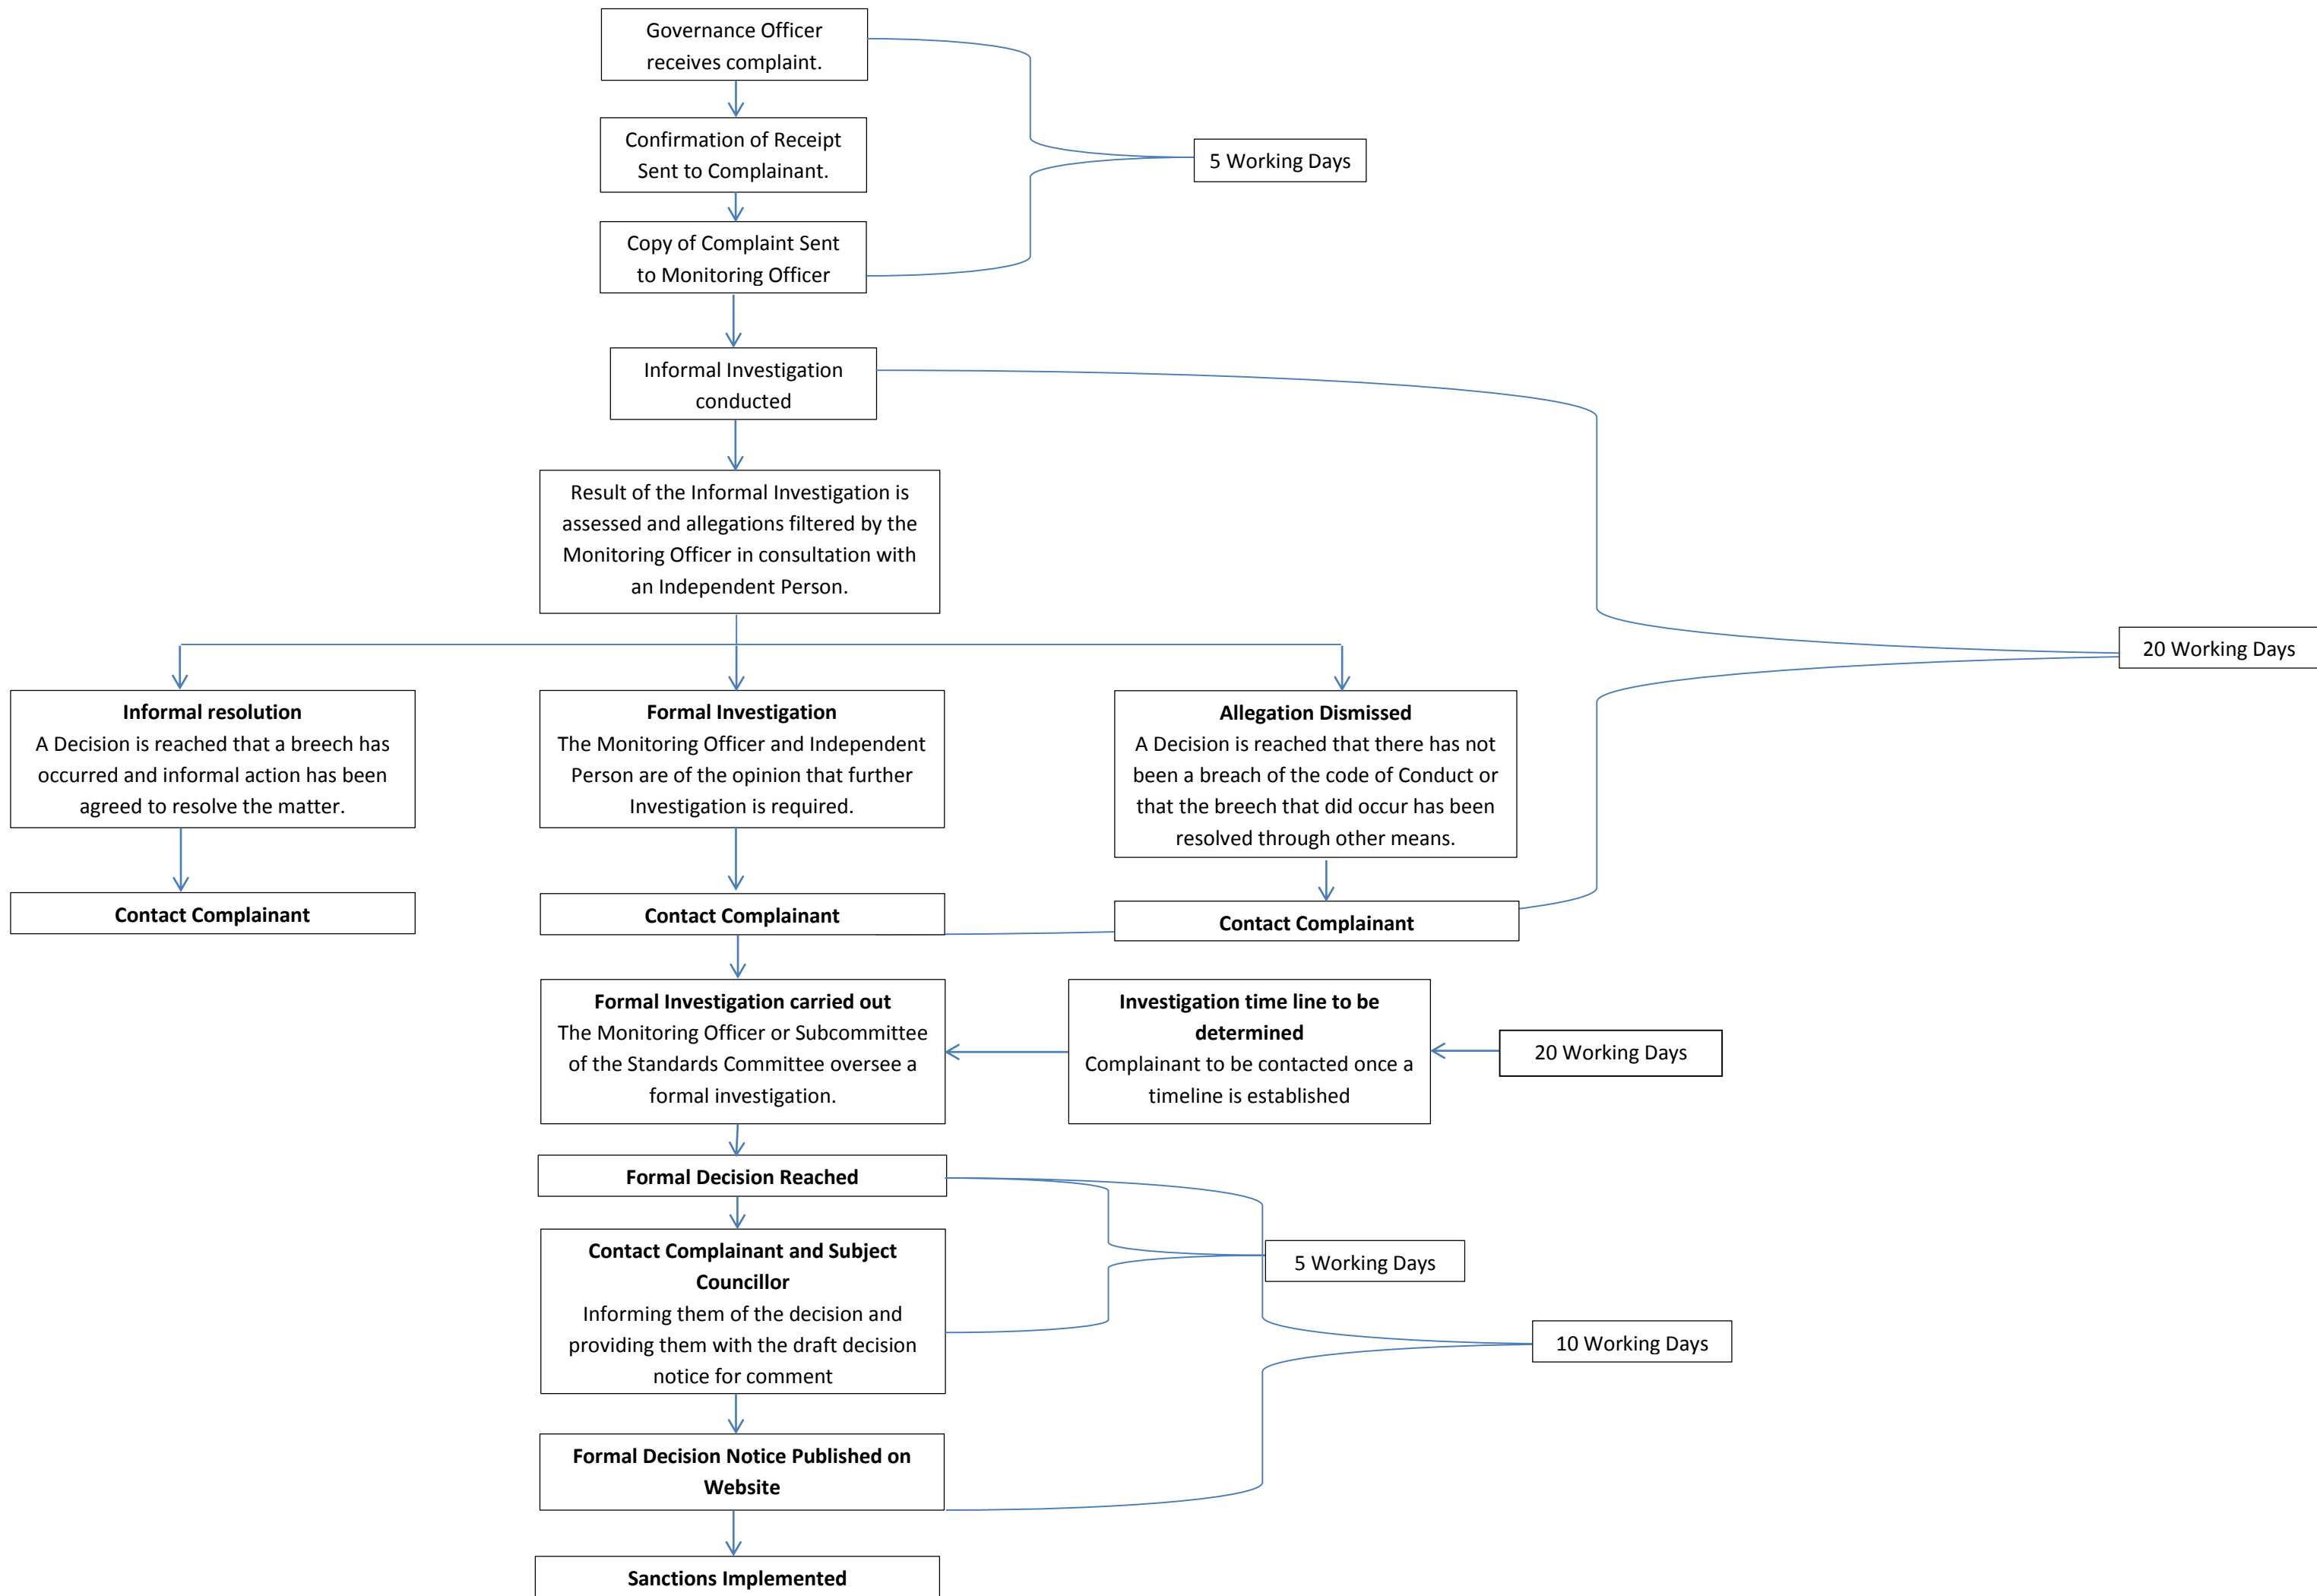 Governance Officer
receives complaint.
Confirmation of Receipt
Sent to Complainant.
5 Working Days
Copy of Complaint Sent
to Monitoring Officer
Informal Investigation
conducted
Result of the Informal Investigation is
assessed and allegations filtered by the
Monitoring Officer in consultation with
an Independent Person.
20 Working Days
Informal resolution
A Decision is reached that a breech has
occurred and informal action has been
agreed to resolve the matter.
Formal Investigation
The Monitoring Officer and Independent
Person are of the opinion that further
Investigation is required.
Allegation Dismissed
A Decision is reached that there has not
been a breach of the code of Conduct or
that the breech that did occur has been
resolved through other means.
Contact Complainant
Contact Complainant
Contact Complainant
Formal Investigation carried out
The Monitoring Officer or Subcommittee
of the Standards Committee oversee a
formal investigation.
Investigation time line to be
determined
Complainant to be contacted once a
timeline is established
20 Working Days
Formal Decision Reached
Contact Complainant and Subject
Councillor
Informing them of the decision and
providing them with the draft decision
notice for comment
5 Working Days
10 Working Days
Formal Decision Notice Published on
Website
Sanctions Implemented